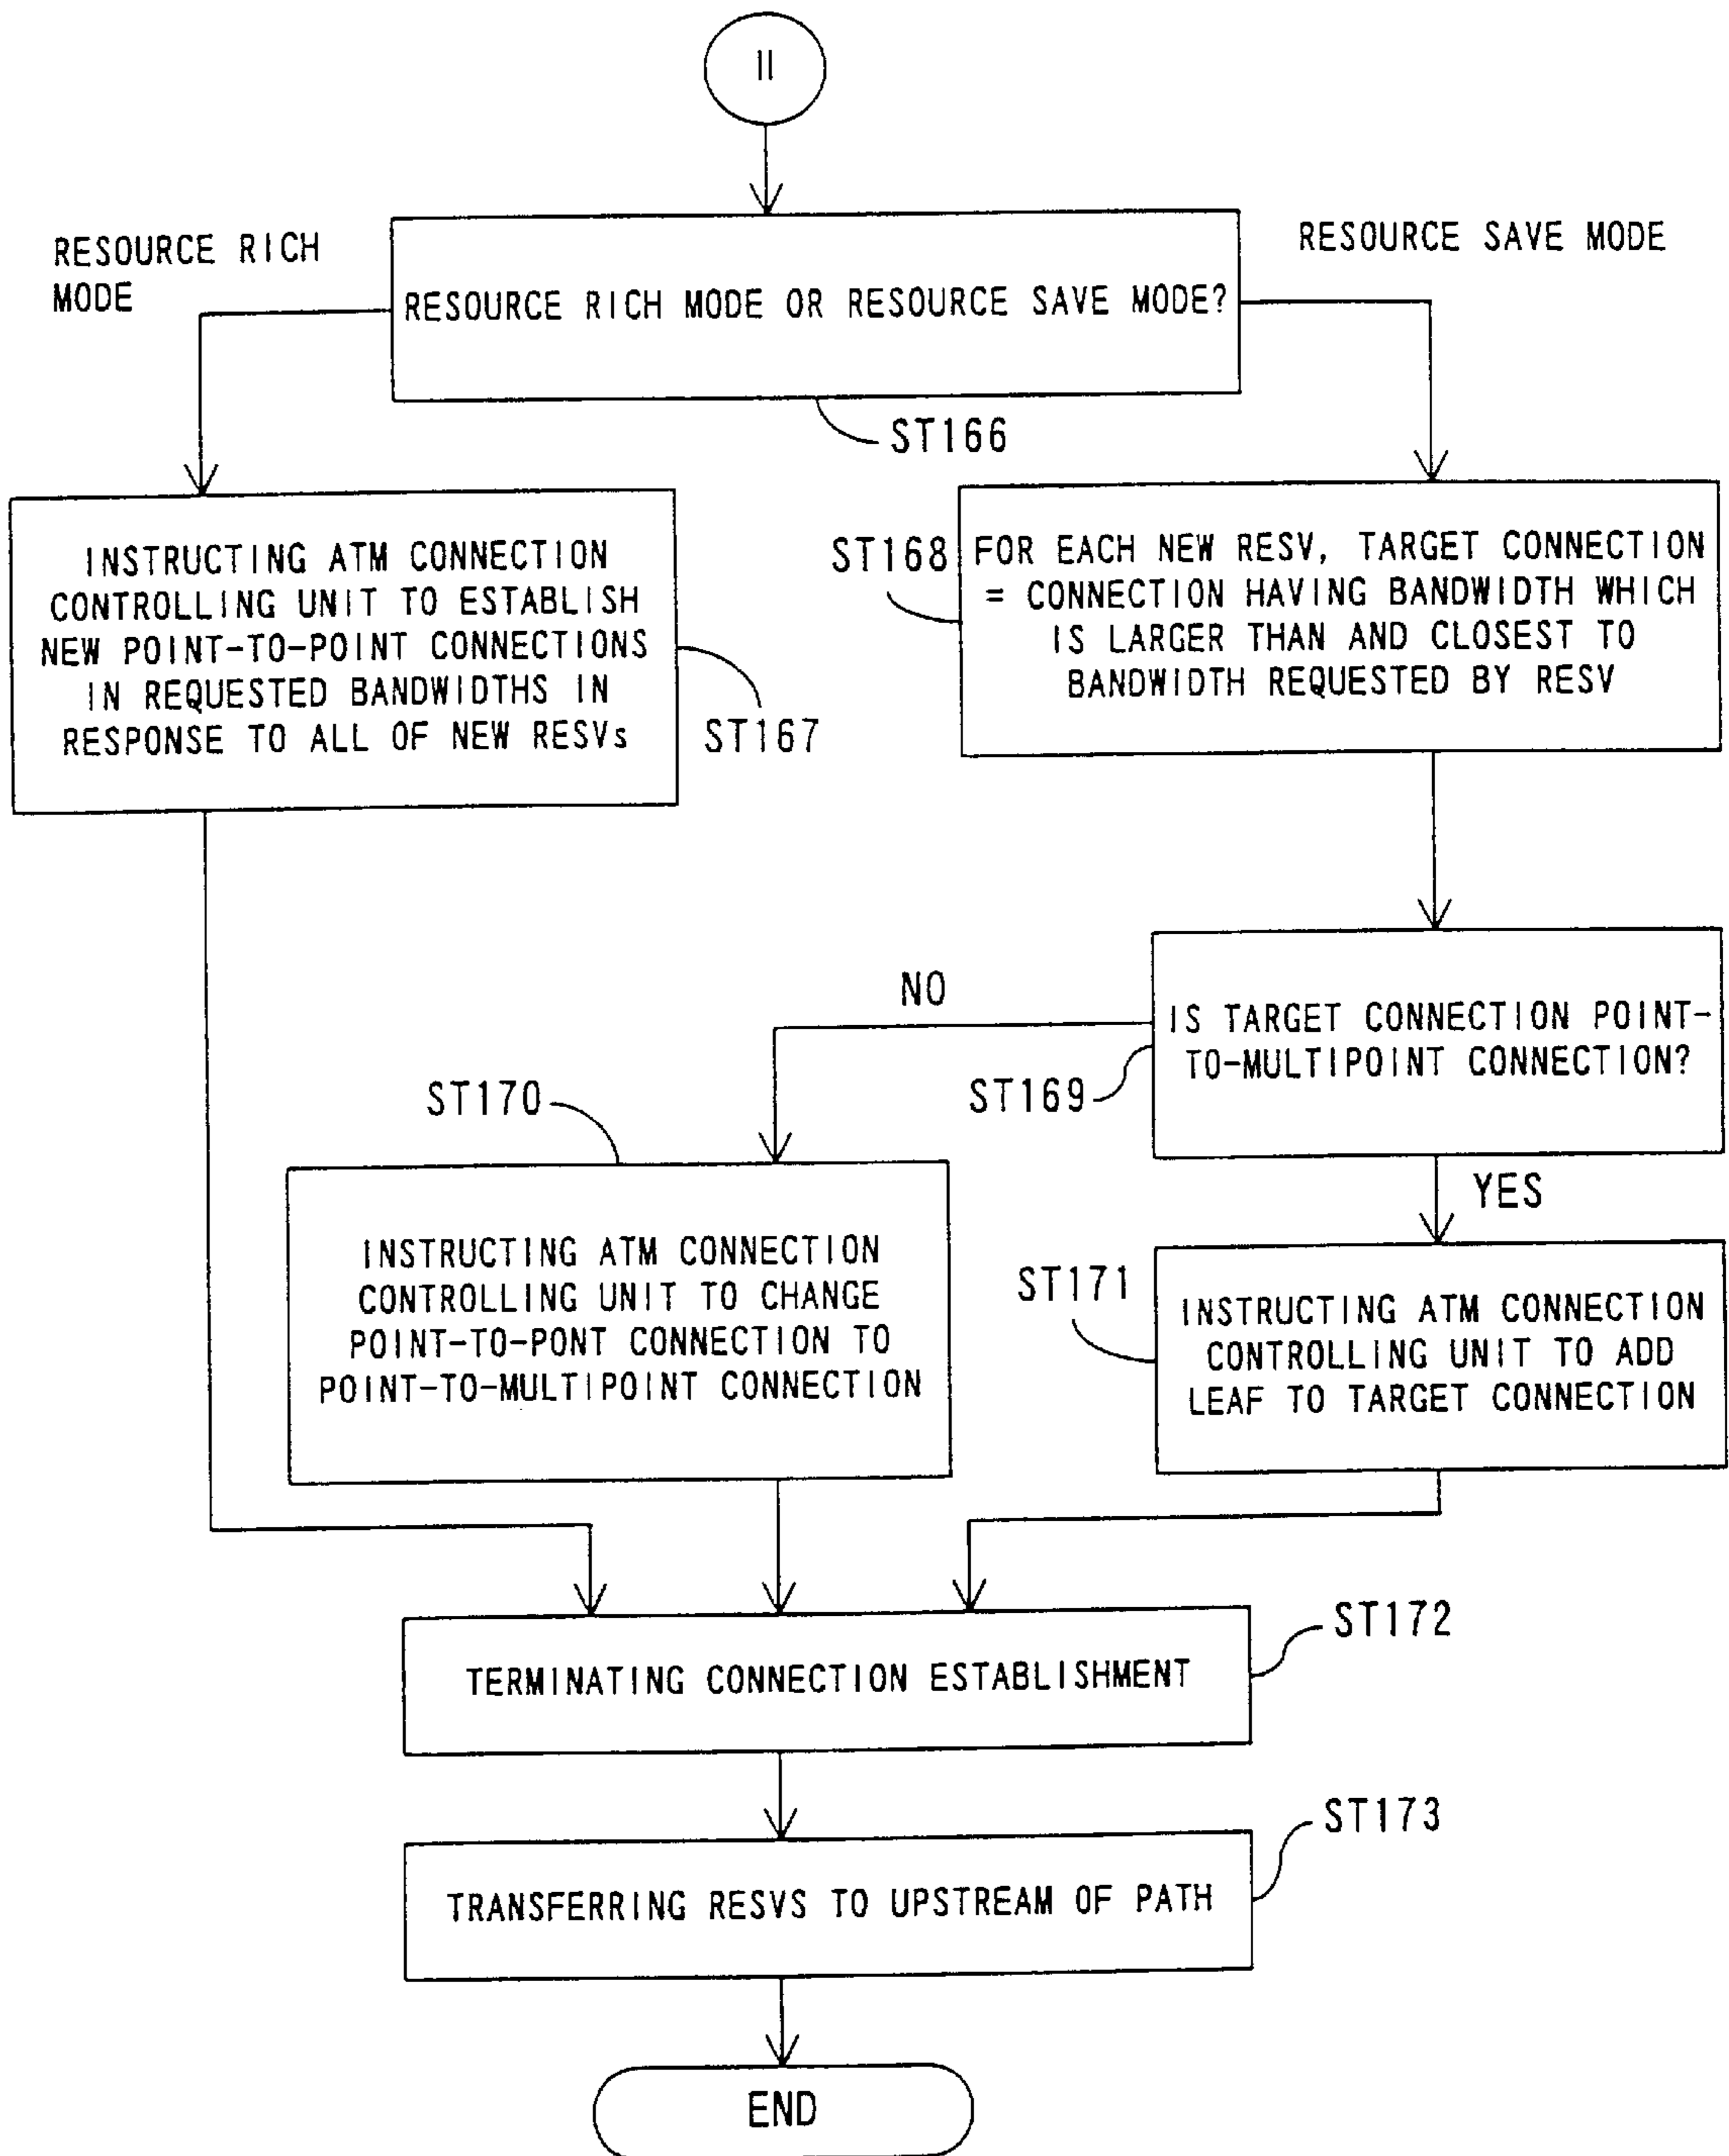 II
RESOURCE RICH
MODE
RESOURCE SAVE MODE
RESOURCE RICH MODE OR RESOURCE SAVE MODE?
ST166
INSTRUCTING ATM CONNECTION
CONTROLLING UNIT TO ESTABLISH
NEW POINT-TO-POINT CONNECTIONS
IN REQUESTED BANDWIDTHS IN
RESPONSE TO ALL OF NEW RESVs
ST167
ST168
FOR EACH NEW RESV, TARGET CONNECTION
= CONNECTION HAVING BANDWIDTH WHICH
IS LARGER THAN AND CLOSEST TO
BANDWIDTH REQUESTED BY RESV
NO
IS TARGET CONNECTION POINT-
TO-MULTIPOINT CONNECTION?
ST169
ST170
YES
INSTRUCTING ATM CONNECTION
CONTROLLING UNIT TO CHANGE
POINT-TO-PONT CONNECTION TO
POINT-TO-MULTIPOINT CONNECTION
ST171
INSTRUCTING ATM CONNECTION
CONTROLLING UNIT TO ADD
LEAF TO TARGET CONNECTION
ST172
TERMINATING CONNECTION ESTABLISHMENT
ST173
TRANSFERRING RESVS TO UPSTREAM OF PATH
END